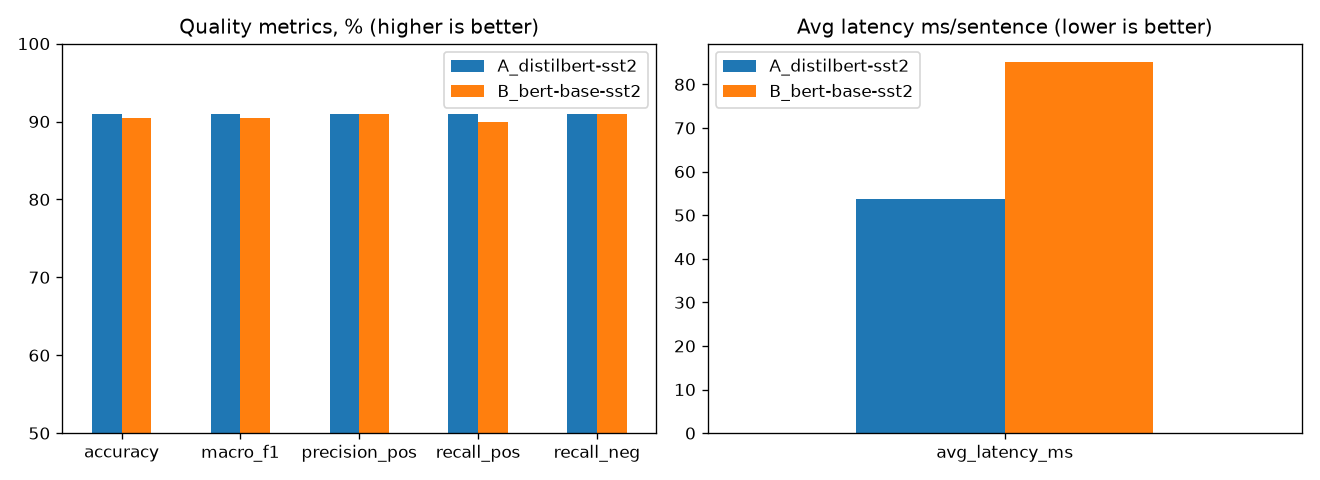 Quality metrics, % (higher is better)
100
90
80
70
60
50
A_distilbert-sst2
B_bert-base-sst2
accuracy
macro_f1
precision_pos
recall_pos
recall_neg
Avg latency ms/sentence (lower is better)
80
70
60
50
40
30
20
10
0
A_distilbert-sst2
B_bert-base-sst2
avg_latency_ms